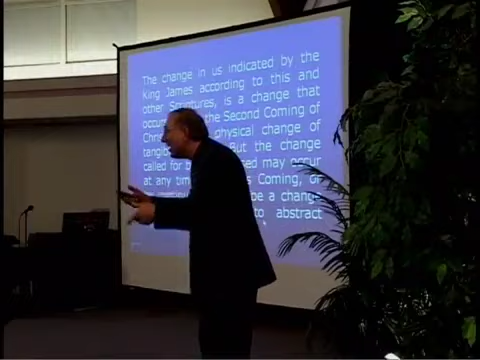 The change in us indicated by the
King James according to this and
other Scriptures, is a change that
the Second Coming of
physical change of
But the change
called for may occur
at any Coming, or
be a change
to abstract